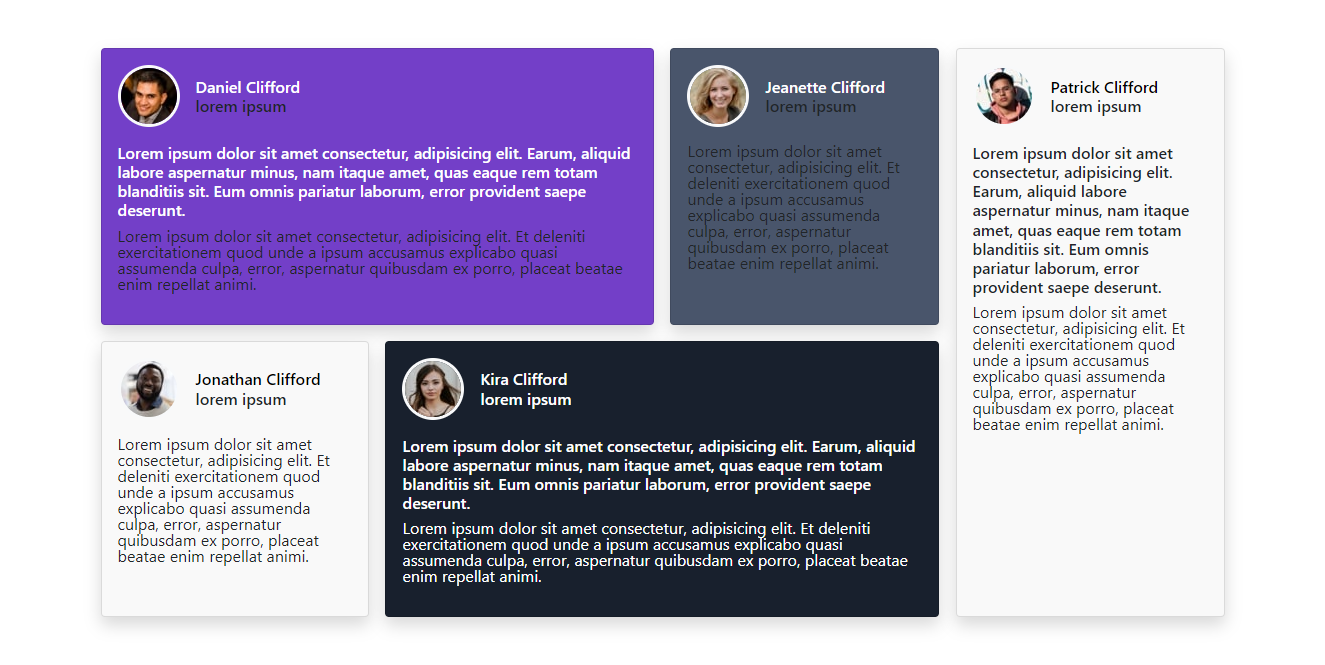 Daniel Clifford
lorem ipsum
Lorem ipsum dolor sit amet consectetur, adipisicing elit. Earum, aliquid
labore aspernatur minus, nam itaque amet, quas eaque rem totam
blanditiis sit. Eum omnis pariatur laborum, error provident saepe
deserunt.
Lorem ipsum dolor sit amet consectetur, adipisicing elit. Et deleniti
exercitationem quod unde a ipsum accusamus explicabo quasi
assumenda culpa, error, aspernatur quibusdam ex porro, placeat beatae
enim repellat animi.
Jeanette Clifford
lorem ipsum
Lorem ipsum dolor sit amet
consectetur, adipisicing elit. Et
deleniti exercitationem quod
unde a ipsum accusamus
explicabo quasi assumenda
culpa, error, aspernatur
quibusdam ex porro, placeat
beatae enim repellat animi.
Patrick Clifford
lorem ipsum
Lorem ipsum dolor sit amet
consectetur, adipisicing elit.
Earum, aliquid labore
aspernatur minus, nam itaque
amet, quas eaque rem totam
blanditiis sit. Eum omnis
pariatur laborum, error
provident saepe deserunt.
Lorem ipsum dolor sit amet
consectetur, adipisicing elit. Et
deleniti exercitationem quod
unde a ipsum accusamus
explicabo quasi assumenda
culpa, error, aspernatur
quibusdam ex porro, placeat
beatae enim repellat animi.
Jonathan Clifford
lorem ipsum
Lorem ipsum dolor sit amet
consectetur, adipisicing elit. Et
deleniti exercitationem quod
unde a ipsum accusamus
explicabo quasi assumenda
culpa, error, aspernatur
quibusdam ex porro, placeat
beatae enim repellat animi.
Kira Clifford
lorem ipsum
Lorem ipsum dolor sit amet consectetur, adipisicing elit. Earum, aliquid
labore aspernatur minus, nam itaque amet, quas eaque rem totam
blanditiis sit. Eum omnis pariatur laborum, error provident saepe
deserunt.
Lorem ipsum dolor sit amet consectetur, adipisicing elit. Et deleniti
exercitationem quod unde a ipsum accusamus explicabo quasi
assumenda culpa, error, aspernatur quibusdam ex porro, placeat beatae
enim repellat animi.